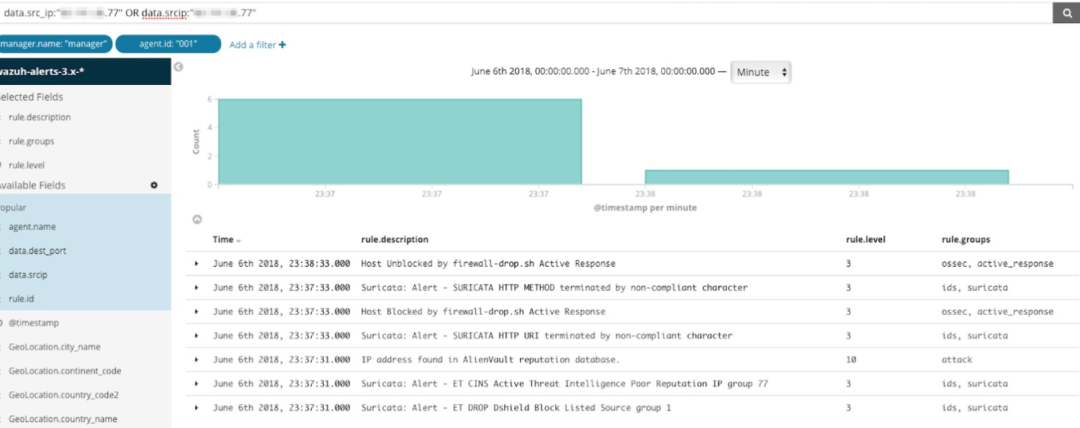 data.src_ip:" .77" OR data.srcip:" .77"
manager.name: "manager" agent.id: "001" Add a filter +
wazuh-alerts-3.x-*
June 6th 2018, 00:00:00.000 - June 7th 2018, 00:00:00.000 — Minute
elected Fields
rule.description
rule.groups
rule.level
vailable Fields
opular
agent.name
data.dest_port
data.srcip
rule.id
@timestamp
GeoLocation.city_name
GeoLocation.continent_code
GeoLocation.country_code2
GeoLocation.country_name
Count
6
4
2
0
23:37 23:37 23:37 23:38 23:38 23:38 23:38
@timestamp per minute
Time rule.description rule.level rule.groups
June 6th 2018, 23:38:33.000 Host Unblocked by firewall-drop.sh Active Response 3 ossec, active_response
June 6th 2018, 23:37:33.000 Suricata: Alert - SURICATA HTTP METHOD terminated by non-compliant character 3 ids, suricata
June 6th 2018, 23:37:33.000 Host Blocked by firewall-drop.sh Active Response 3 ossec, active_response
June 6th 2018, 23:37:33.000 Suricata: Alert - SURICATA HTTP URI terminated by non-compliant character 3 ids, suricata
June 6th 2018, 23:37:31.000 IP address found in AlienVault reputation database. 10 attack
June 6th 2018, 23:37:31.000 Suricata: Alert - ET CINS Active Threat Intelligence Poor Reputation IP group 77 3 ids, suricata
June 6th 2018, 23:37:31.000 Suricata: Alert - ET DROP Dshield Block Listed Source group 1 3 ids, suricata